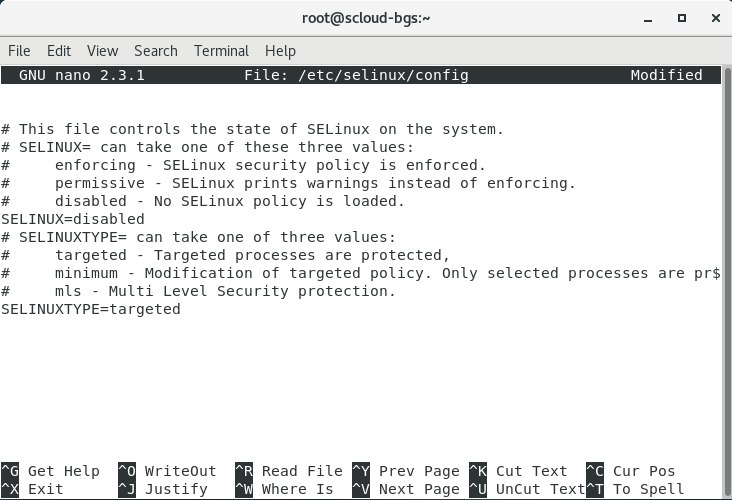 root@scloud-bgs:~
File Edit View Search Terminal Help
GNU nano 2.3.1 File: /etc/selinux/config Modified
# This file controls the state of SELinux on the system.
# SELINUX= can take one of these three values:
#     enforcing - SELinux security policy is enforced.
#     permissive - SELinux prints warnings instead of enforcing.
#     disabled - No SELinux policy is loaded.
SELINUX=disabled
# SELINUXTYPE= can take one of three values:
#     targeted - Targeted processes are protected,
#     minimum - Modification of targeted policy. Only selected processes are pr$
#     mls - Multi Level Security protection.
SELINUXTYPE=targeted
^G Get Help ^O WriteOut ^R Read File ^Y Prev Page ^K Cut Text ^C Cur Pos
^X Exit ^J Justify ^W Where Is ^V Next Page ^U UnCut Text ^T To Spell